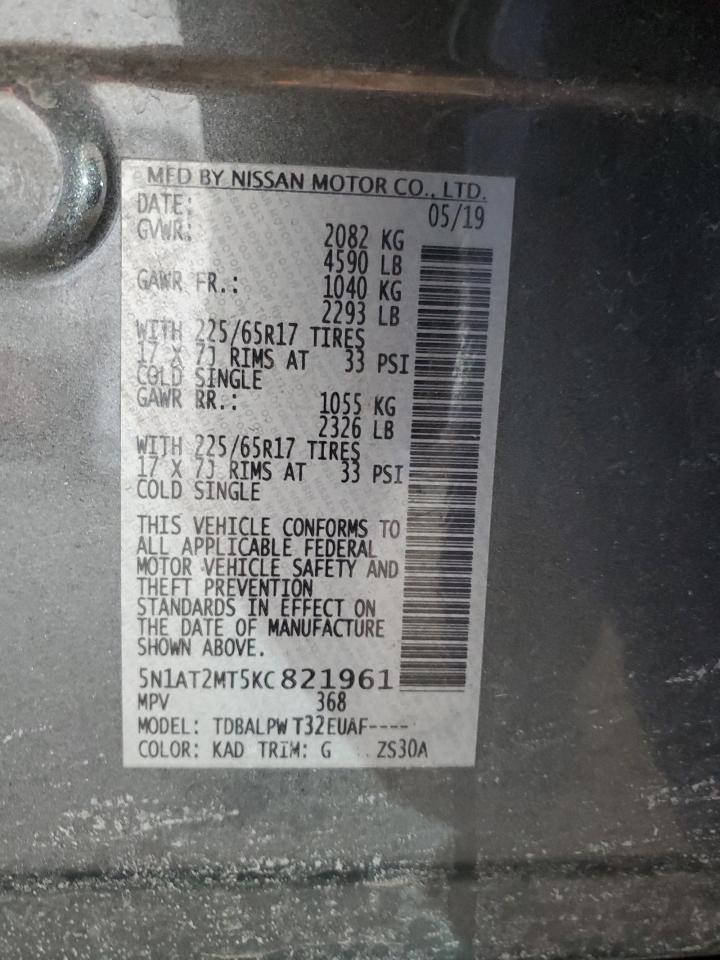 MFD BY NISSAN MOTOR CO., LTD.
DATE: 05/19
GVWR: 2082 KG
4590 LB
GAWR FR.: 1040 KG
2293 LB
WITH 225/65R17 TIRES
17 X 7J RIMS AT 33 PSI
COLD SINGLE
GAWR RR.: 1055 KG
2326 LB
WITH 225/65R17 TIRES
17 X 7J RIMS AT 33 PSI
COLD SINGLE
THIS VEHICLE CONFORMS TO
ALL APPLICABLE FEDERAL
MOTOR VEHICLE SAFETY AND
THEFT PREVENTION
STANDARDS IN EFFECT ON
THE DATE OF MANUFACTURE
SHOWN ABOVE.
5N1AT2MT5KC821961
MPV 368
MODEL: TDBALPW T32EUAF----
COLOR: KAD TRIM: G ZS30A